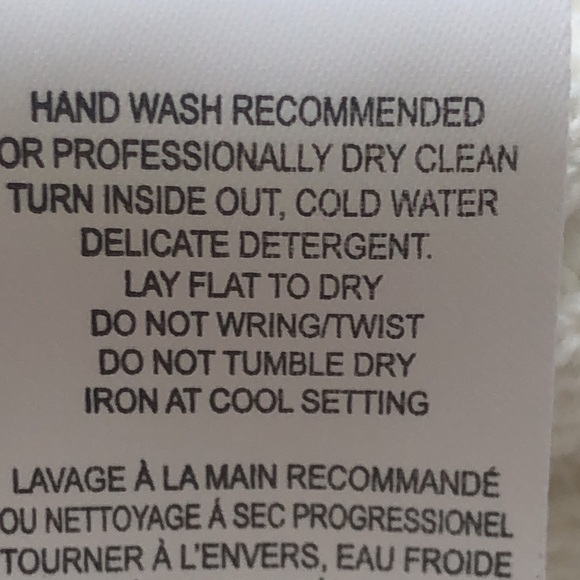 HAND WASH RECOMMENDED
OR PROFESSIONALLY DRY CLEAN
TURN INSIDE OUT, COLD WATER
DELICATE DETERGENT.
LAY FLAT TO DRY
DO NOT WRING/TWIST
DO NOT TUMBLE DRY
IRON AT COOL SETTING
LAVAGE À LA MAIN RECOMMANDÉ
OU NETTOYAGE Á SEC PROGRESSIONEL
TOURNER À L'ENVERS, EAU FROIDE